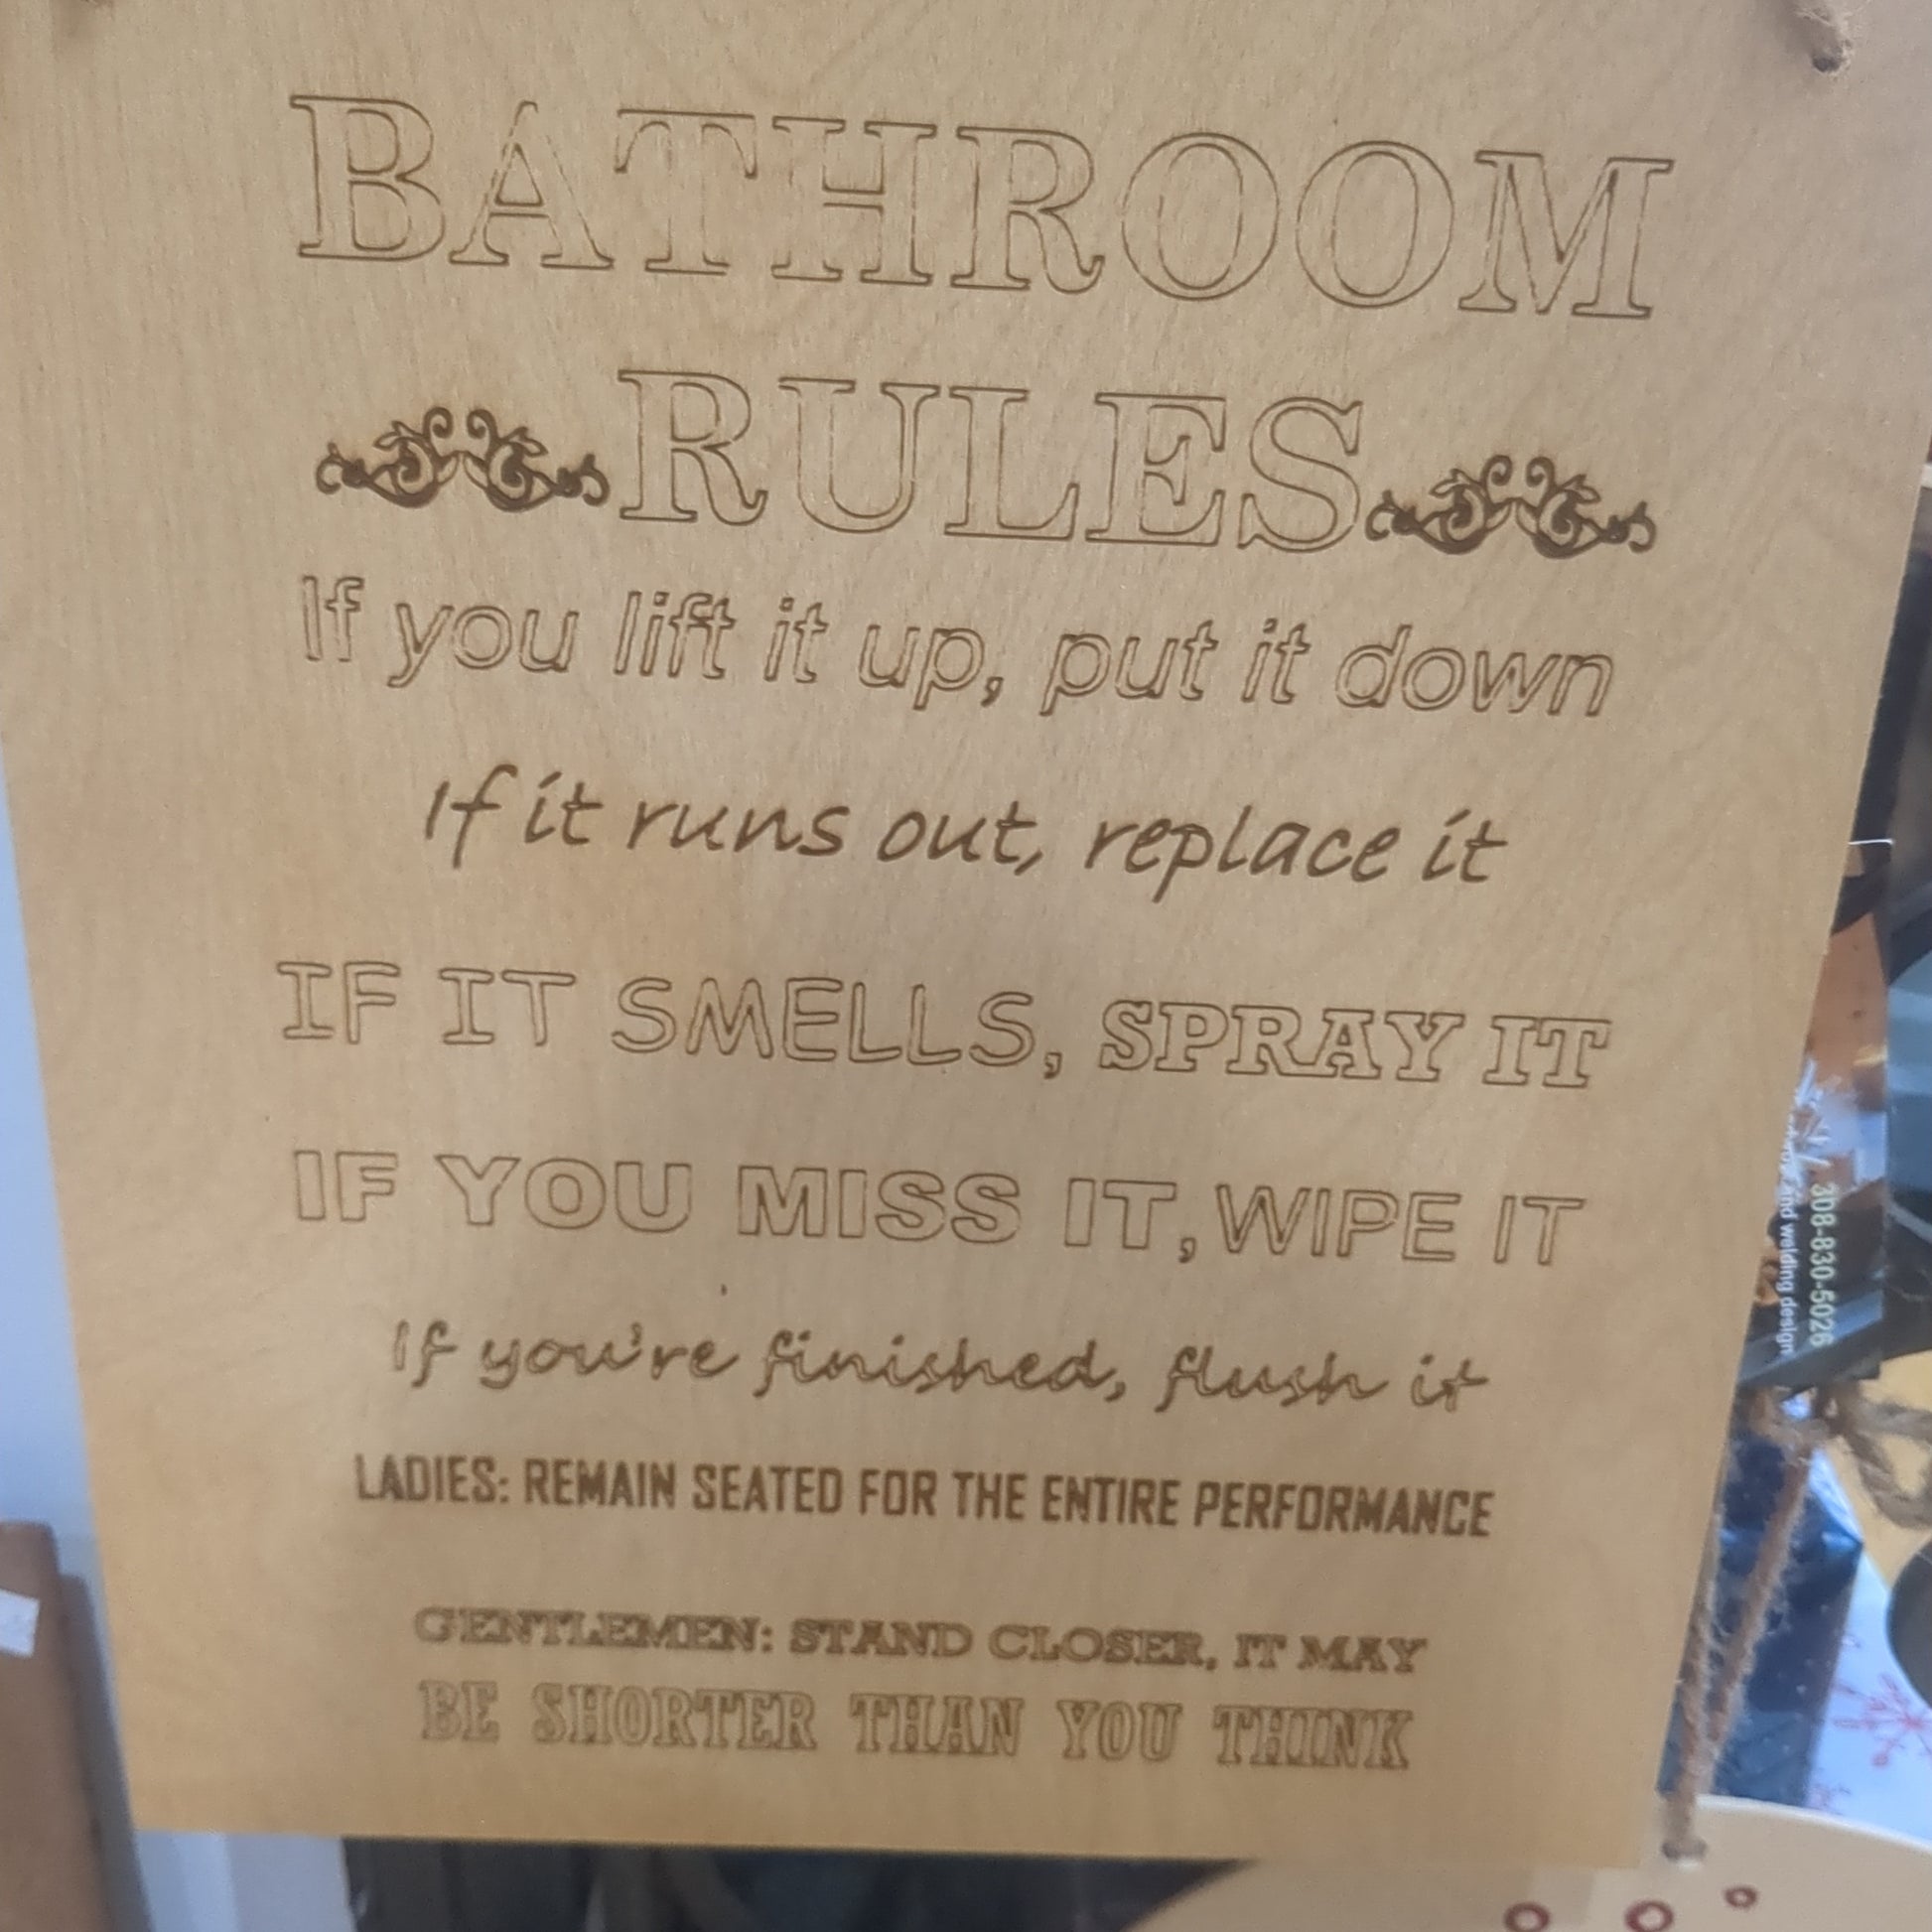 BATHROOM
RULES
If you lift it up, put it down
If it runs out, replace it
IF IT SMELLS, SPRAY IT
IF YOU MISS IT, WIPE IT
If you're finished, flush it
LADIES: REMAIN SEATED FOR THE ENTIRE PERFORMANCE
GENTLEMEN: STAND CLOSER, IT MAY
BE SHORTER THAN YOU THINK
308-830-5026
and welding design